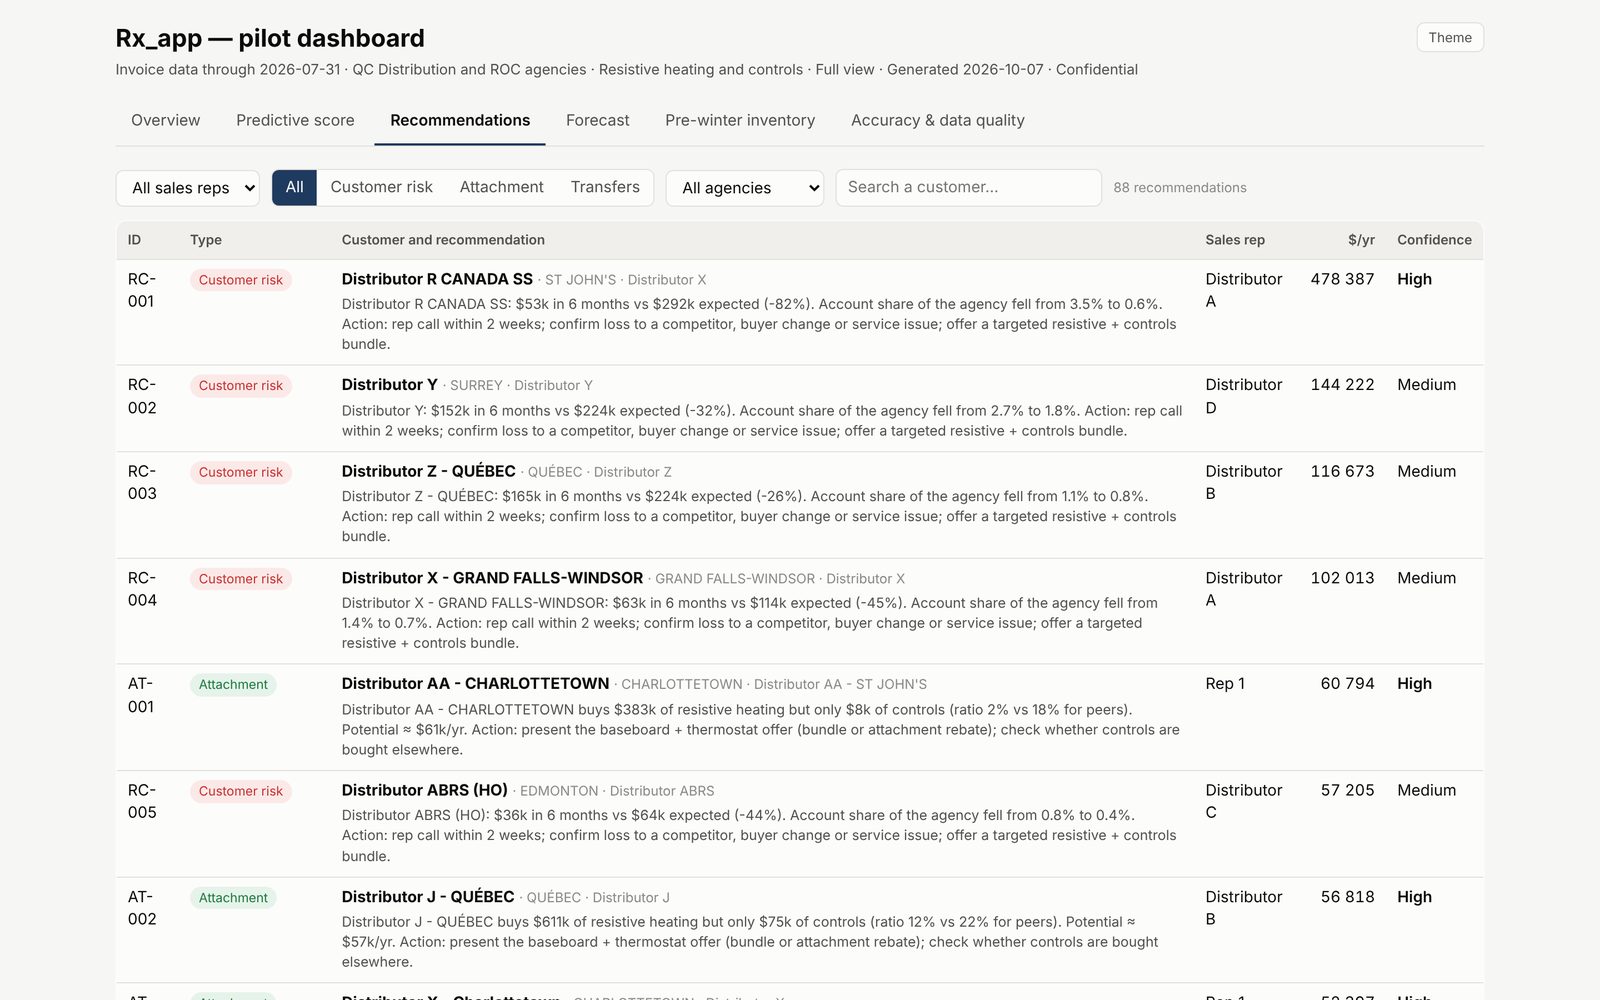 Rx_app — pilot dashboard
Theme
Invoice data through 2026-07-31 · QC Distribution and ROC agencies · Resistive heating and controls · Full view · Generated 2026-10-07 · Confidential
Overview Predictive score Recommendations Forecast Pre-winter inventory Accuracy & data quality
All sales reps All Customer risk Attachment Transfers All agencies Search a customer... 88 recommendations
ID Type Customer and recommendation Sales rep $/yr Confidence
RC-001 Customer risk Distributor R CANADA SS · ST JOHN'S · Distributor X Distributor A 478 387 High
Distributor R CANADA SS: $53k in 6 months vs $292k expected (-82%). Account share of the agency fell from 3.5% to 0.6%.
Action: rep call within 2 weeks; confirm loss to a competitor, buyer change or service issue; offer a targeted resistive + controls
bundle.
RC-002 Customer risk Distributor Y · SURREY · Distributor Y Distributor D 144 222 Medium
Distributor Y: $152k in 6 months vs $224k expected (-32%). Account share of the agency fell from 2.7% to 1.8%. Action: rep call
within 2 weeks; confirm loss to a competitor, buyer change or service issue; offer a targeted resistive + controls bundle.
RC-003 Customer risk Distributor Z - QUÉBEC · QUÉBEC · Distributor Z Distributor B 116 673 Medium
Distributor Z - QUÉBEC: $165k in 6 months vs $224k expected (-26%). Account share of the agency fell from 1.1% to 0.8%.
Action: rep call within 2 weeks; confirm loss to a competitor, buyer change or service issue; offer a targeted resistive + controls
bundle.
RC-004 Customer risk Distributor X - GRAND FALLS-WINDSOR · GRAND FALLS-WINDSOR · Distributor X Distributor A 102 013 Medium
Distributor X - GRAND FALLS-WINDSOR: $63k in 6 months vs $114k expected (-45%). Account share of the agency fell from
1.4% to 0.7%. Action: rep call within 2 weeks; confirm loss to a competitor, buyer change or service issue; offer a targeted
resistive + controls bundle.
AT-001 Attachment Distributor AA - CHARLOTTETOWN · CHARLOTTETOWN · Distributor AA - ST JOHN'S Rep 1 60 794 High
Distributor AA - CHARLOTTETOWN buys $383k of resistive heating but only $8k of controls (ratio 2% vs 18% for peers).
Potential ≈ $61k/yr. Action: present the baseboard + thermostat offer (bundle or attachment rebate); check whether controls are
bought elsewhere.
RC-005 Customer risk Distributor ABRS (HO) · EDMONTON · Distributor ABRS Distributor C 57 205 Medium
Distributor ABRS (HO): $36k in 6 months vs $64k expected (-44%). Account share of the agency fell from 0.8% to 0.4%.
Action: rep call within 2 weeks; confirm loss to a competitor, buyer change or service issue; offer a targeted resistive + controls
bundle.
AT-002 Attachment Distributor J - QUÉBEC · QUÉBEC · Distributor J Distributor B 56 818 High
Distributor J - QUÉBEC buys $611k of resistive heating but only $75k of controls (ratio 12% vs 22% for peers). Potential ≈
$57k/yr. Action: present the baseboard + thermostat offer (bundle or attachment rebate); check whether controls are bought
elsewhere.